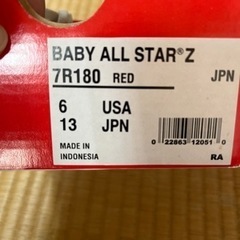 BABY ALL STAR®Z
7R180 RED JPN
6 USA
13 JPN
MADE IN
INDONESIA
0 22863 12051 0
RA